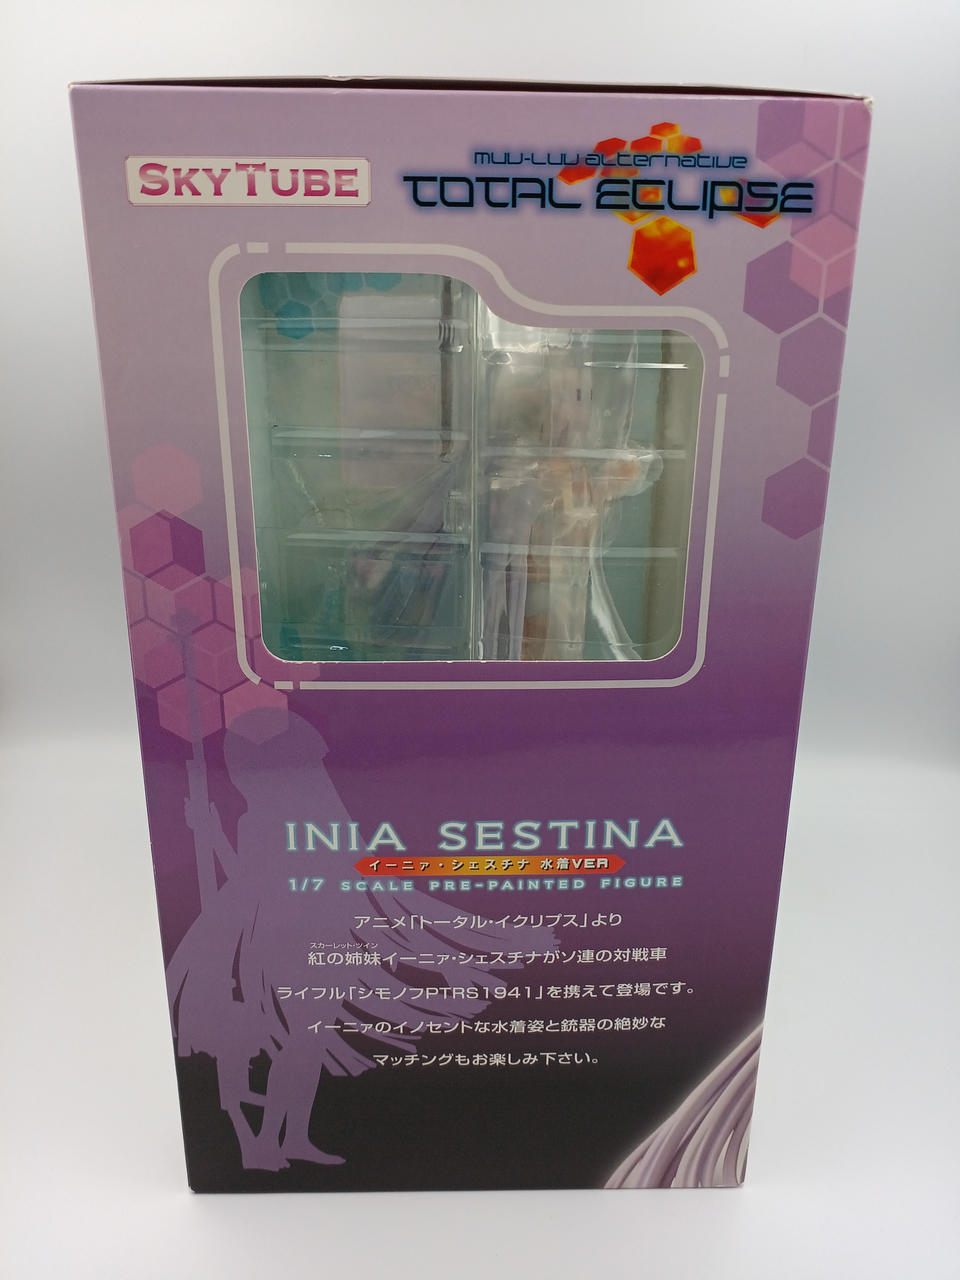 SKYTUBE
muv-luv alternative
TOTAL ECLIPSE
INIA SESTINA
イーニァ・シェスチナ 水着VER
1/7 SCALE PRE-PAINTED FIGURE
アニメ「トータル・イクリプス」より
スカーレット・ツイン
紅の姉妹イーニァ・シェスチナがソ連の対戦車
ライフル「シモノフPTRS1941」を携えて登場です。
イーニァのイノセントな水着姿と銃器の絶妙な
マッチングもお楽しみ下さい。